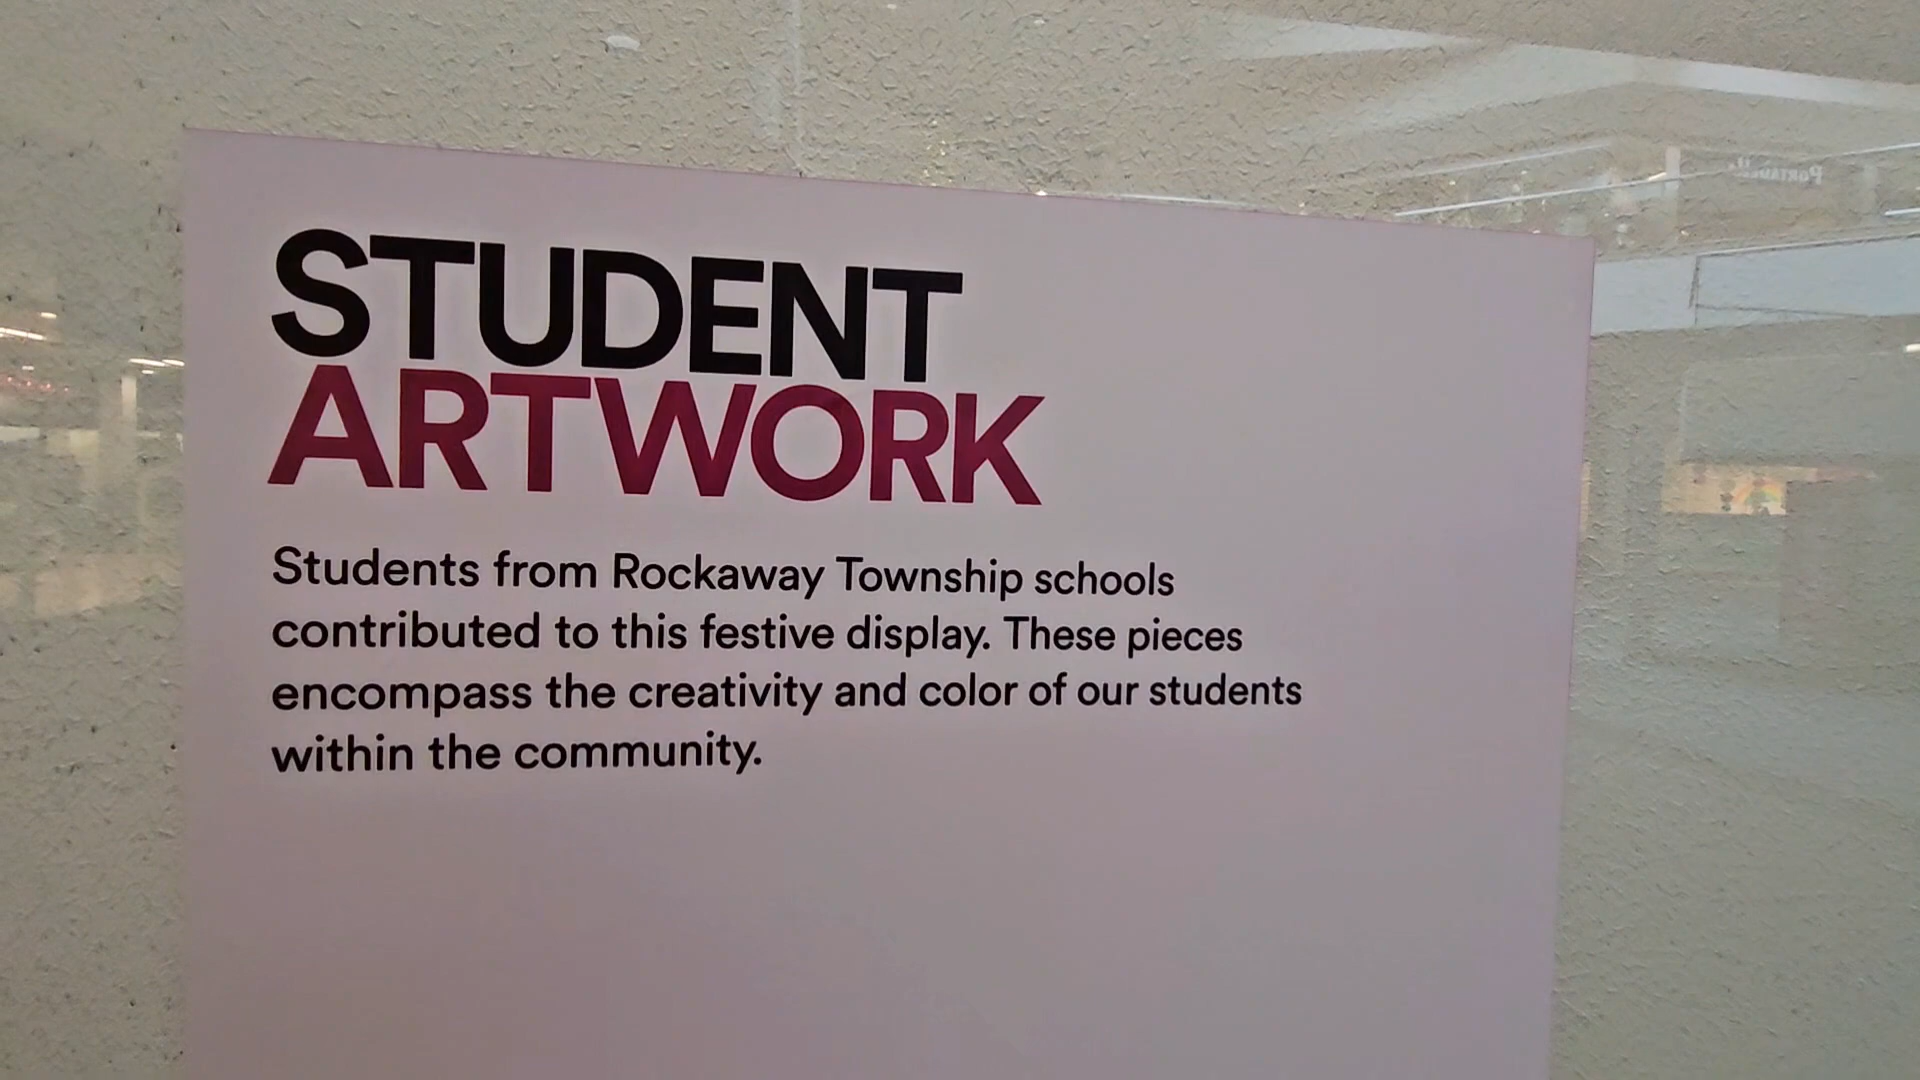 STUDENT
ARTWORK
Students from Rockaway Township schools
contributed to this festive display. These pieces
encompass the creativity and color of our students
within the community.